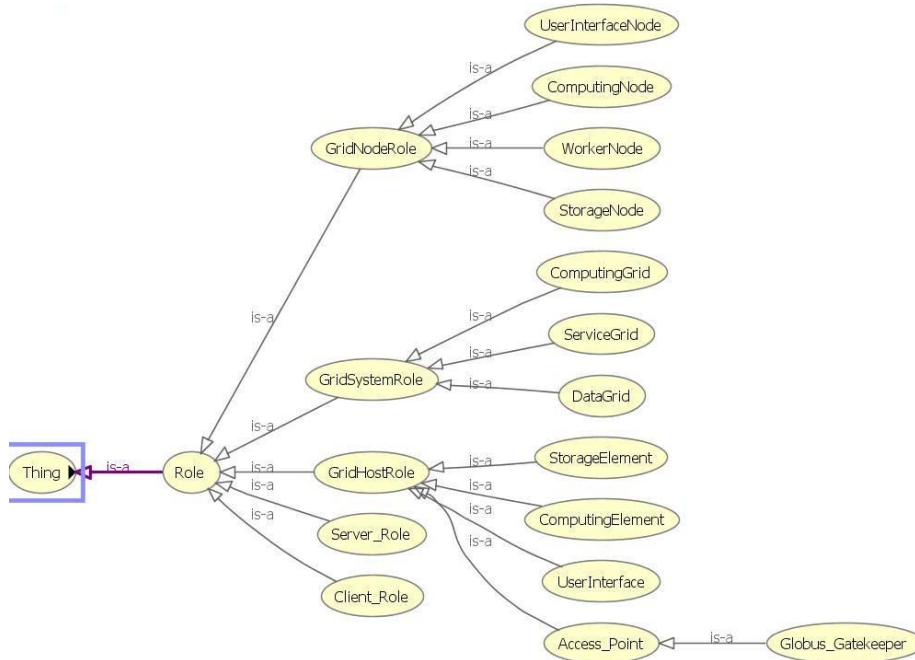 UserInterfaceNode
is-a
ComputingNode
is-a
GridNodeRole
is-a
WorkerNode
is-a
StorageNode
ComputingGrid
is-a
is-a
ServiceGrid
is-a
GridSystemRole
is-a
DataGrid
is-a
StorageElement
is-a
Thing
is-a
Role
is-a
GridHostRole
is-a
is-a
ComputingElement
is-a
is-a
Server_Role
is-a
UserInterface
Client_Role
Access_Point
is-a
Globus_Gatekeeper